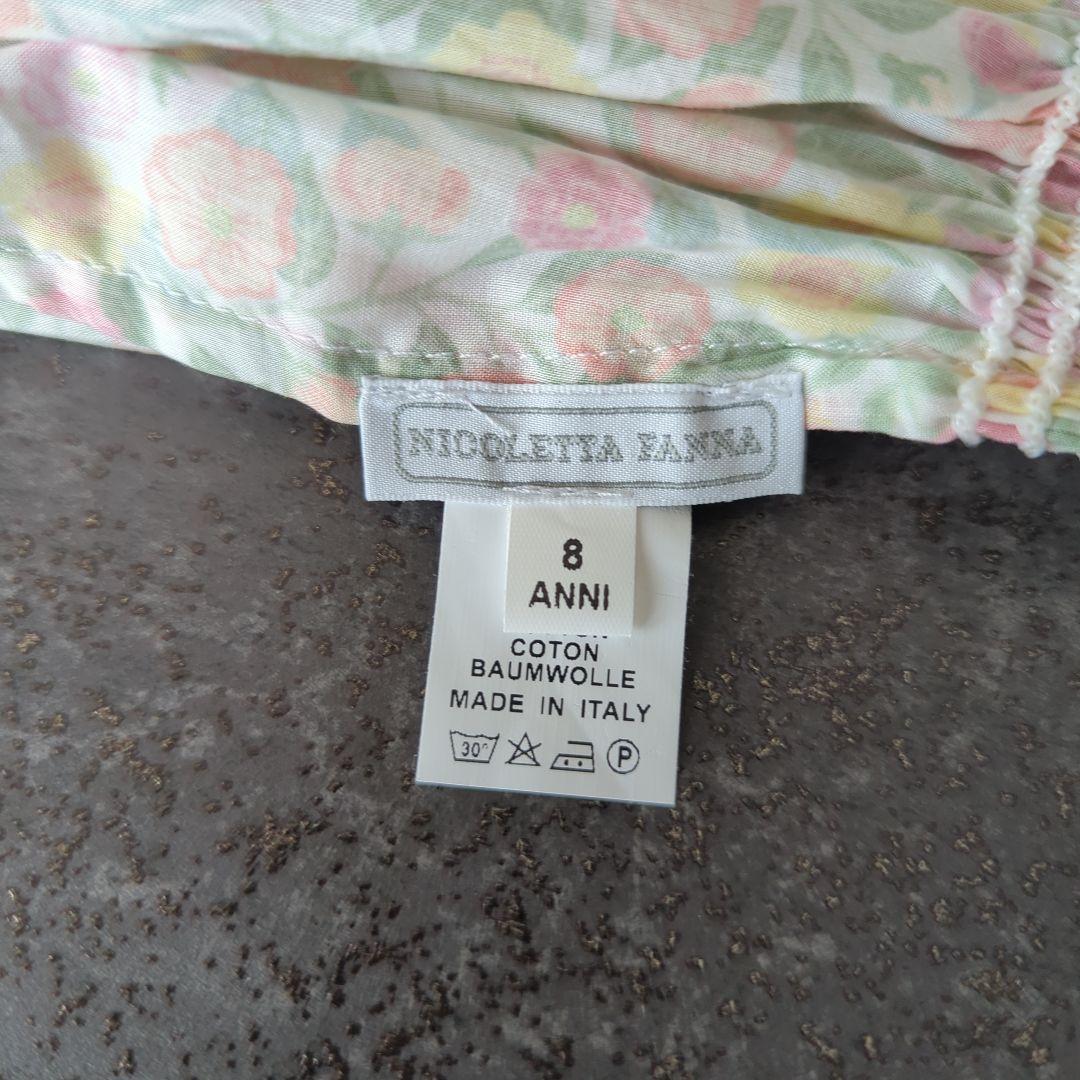 NICOLETTA FANNA
8
ANNI
COTON
BAUMWOLLE
MADE IN ITALY
30°
P